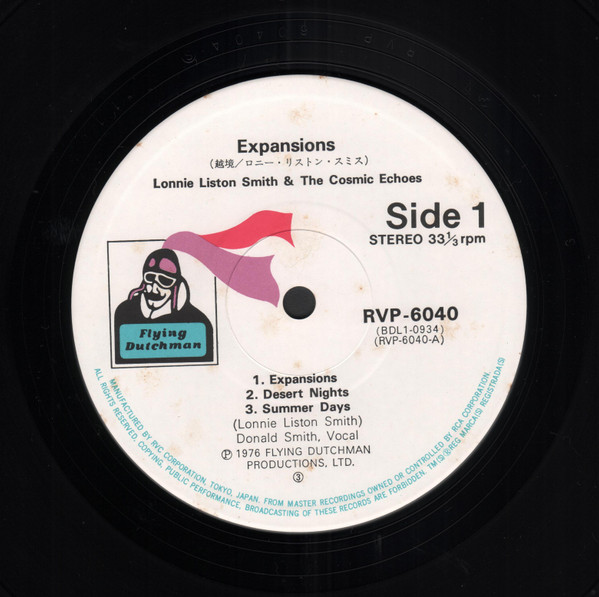 Expansions
(越境/ロニー・リストン・スミス)
Lonnie Liston Smith & The Cosmic Echoes
Side 1
STEREO 33⅓rpm
Flying
Dutchman
RVP-6040
(BDL1-0934)
(RVP-6040-A)
1. Expansions
2. Desert Nights
3. Summer Days
(Lonnie Liston Smith)
Donald Smith, Vocal
Ⓟ 1976 FLYING DUTCHMAN
PRODUCTIONS, LTD.
③
MANUFACTURED BY RVC CORPORATION, TOKYO, JAPAN. FROM MASTER RECORDINGS OWNED OR CONTROLLED BY RCA CORPORATION.
ALL RIGHTS RESERVED. COPYING, PUBLIC PERFORMANCE, BROADCASTING OF THESE RECORDS ARE FORBIDDEN. TM(S)®REG MARCA(S) REGISTRADA(S)